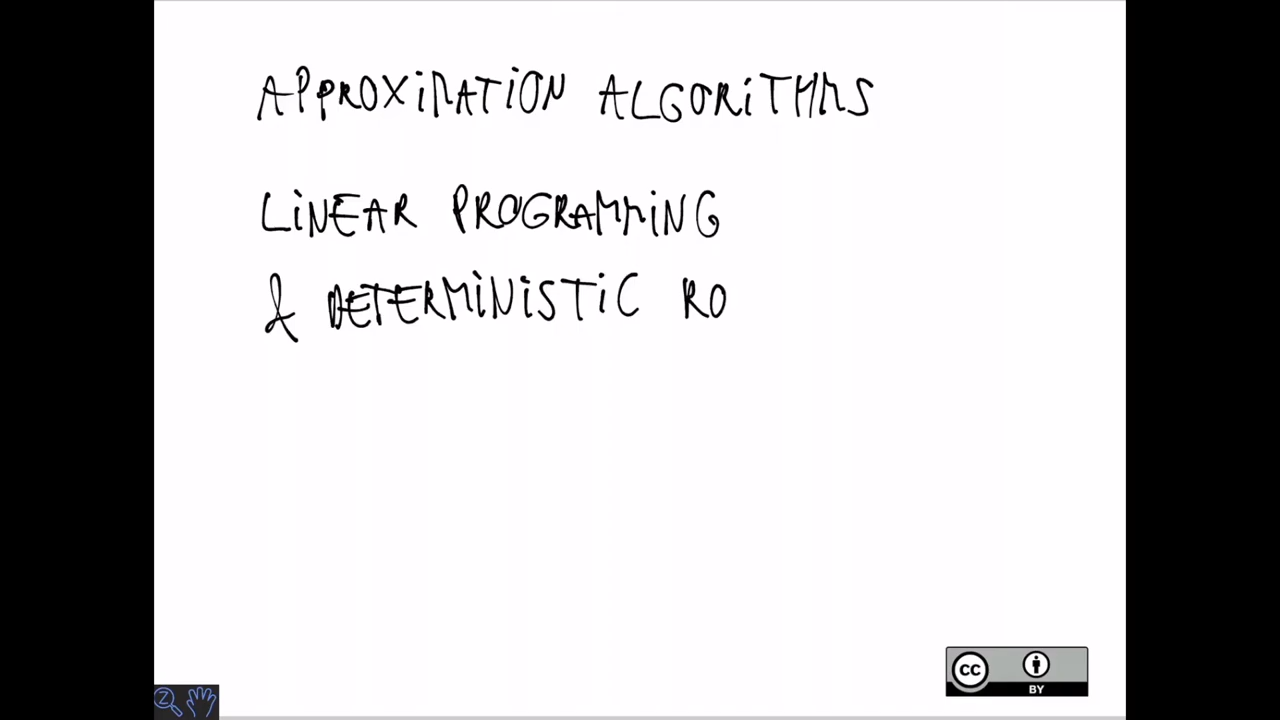 APPROXIMATION ALGORITHMS
LINEAR PROGRAMMING
& DETERMINISTIC RO
cc
BY
Z